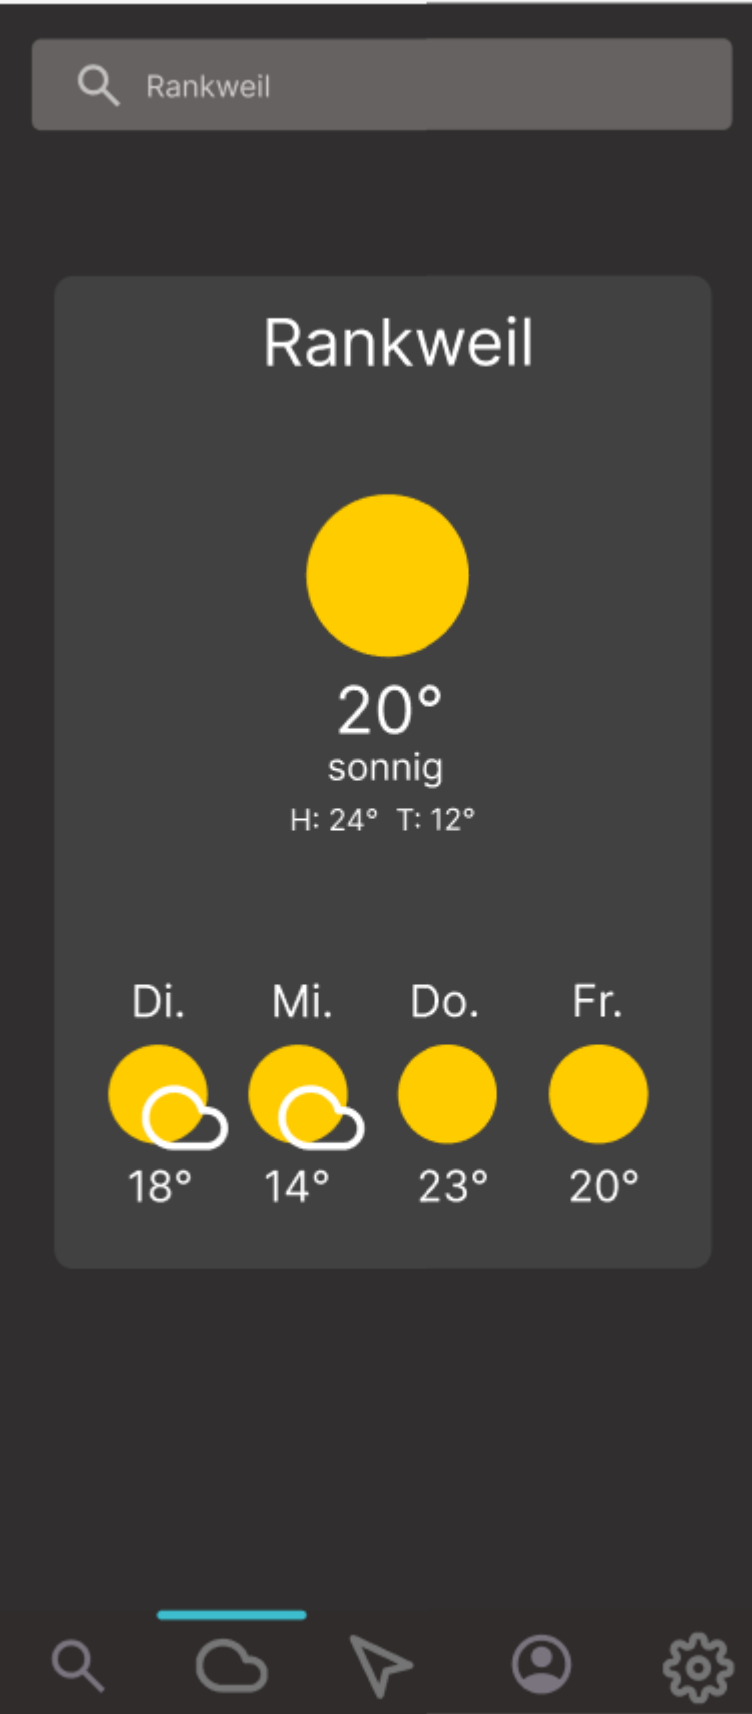 Rankweil
Rankweil
20°
sonnig
H: 24° T: 12°
Di. Mi. Do. Fr.
18° 14° 23° 20°